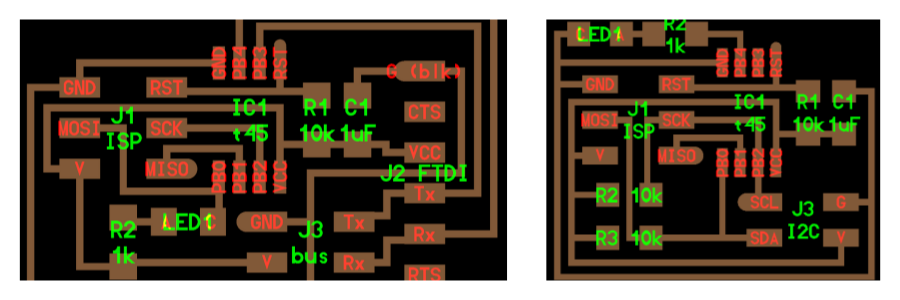 GND PB4 PB3 RST
G (blk)
GND RST
IC1 R1 C1
CTS
J1
MOSI SCK
ISP
t45 10k 1uF
VCC
V MISO
PB0 PB1 PB2 VCC
J2 FTDI
Tx
LED1 C GND
Tx
R2
J3
Rx
1k
bus
V Rx
RTS
LED1
A
R2
1k
GND PB4 PB3 RST
GND RST
IC1 R1 C1
J1
MOSI SCK
ISP
t45 10k 1uF
V MISO
PB0 PB1 PB2 VCC
R2 10k
SCL
J3
G
R3 10k
SDA
I2C
V